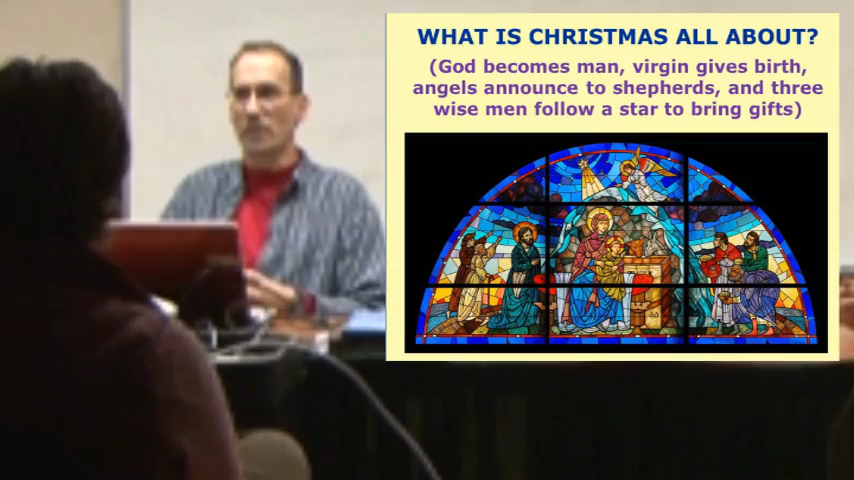 WHAT IS CHRISTMAS ALL ABOUT?
(God becomes man, virgin gives birth,
angels announce to shepherds, and three
wise men follow a star to bring gifts)